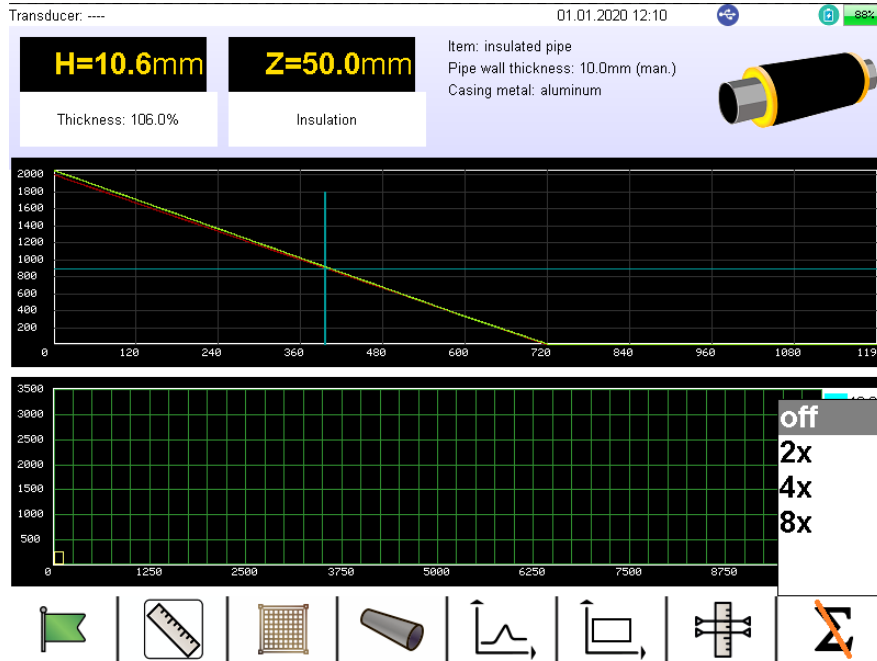 Transducer: ----
01.01.2020 12:10
88%
H=10.6mm
Z=50.0mm
Item: insulated pipe
Pipe wall thickness: 10.0mm (man.)
Casing metal: aluminum
Thickness: 106.0%
Insulation
2000
1800
1600
1400
1200
1000
800
600
400
200
0 120 240 360 480 600 720 840 960 1080 119
3500
3000
2500
2000
1500
1000
500
0 1250 2500 3750 5000 6250 7500 8750
off
2x
4x
8x
Σ